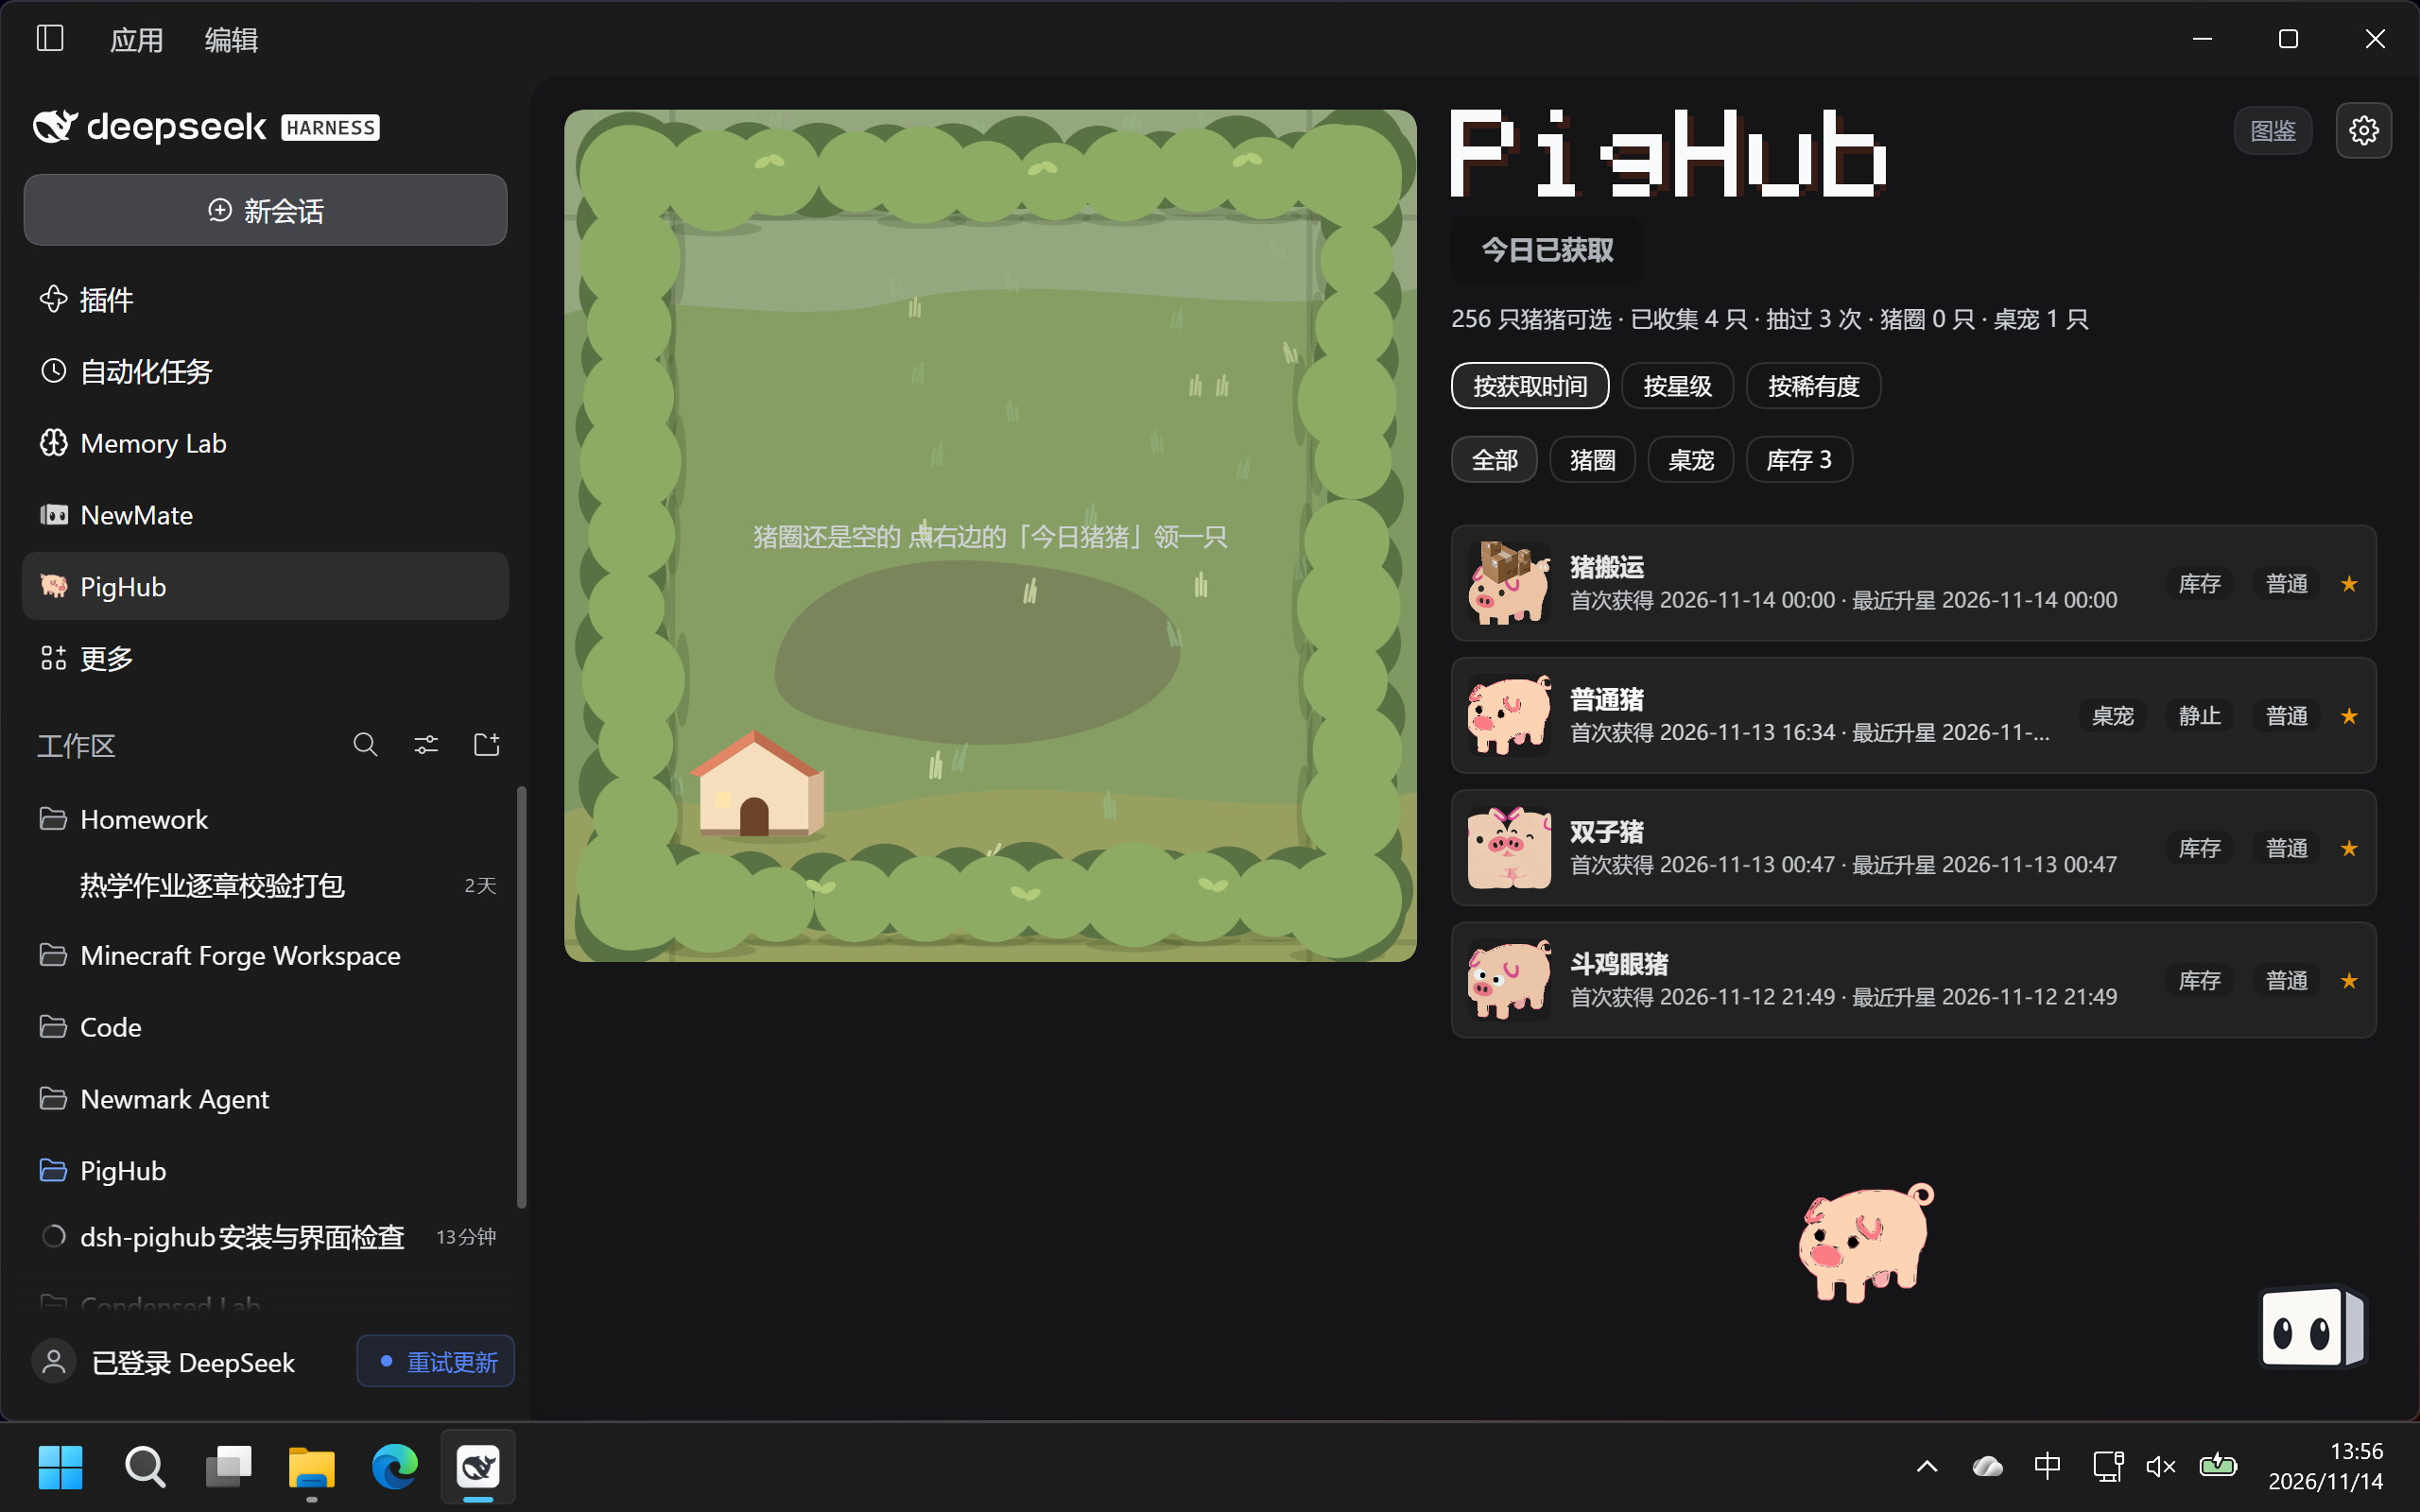 应用 编辑
deepseek HARNESS
新会话
插件
自动化任务
Memory Lab
NewMate
PigHub
更多
工作区
Homework
热学作业逐章校验打包 2天
Minecraft Forge Workspace
Code
Newmark Agent
PigHub
dsh-pighub安装与界面检查 13分钟
Condensed Lab
已登录 DeepSeek
重试更新
猪圈还是空的 点右边的「今日猪猪」领一只
PigHub
图鉴
今日已获取
256 只猪猪可选 · 已收集 4 只 · 抽过 3 次 · 猪圈 0 只 · 桌宠 1 只
按获取时间 按星级 按稀有度
全部 猪圈 桌宠 库存 3
猪搬运
首次获得 2026-11-14 00:00 · 最近升星 2026-11-14 00:00
库存 普通 ★
普通猪
首次获得 2026-11-13 16:34 · 最近升星 2026-11-...
桌宠 静止 普通 ★
双子猪
首次获得 2026-11-13 00:47 · 最近升星 2026-11-13 00:47
库存 普通 ★
斗鸡眼猪
首次获得 2026-11-12 21:49 · 最近升星 2026-11-12 21:49
库存 普通 ★
中
13:56
2026/11/14